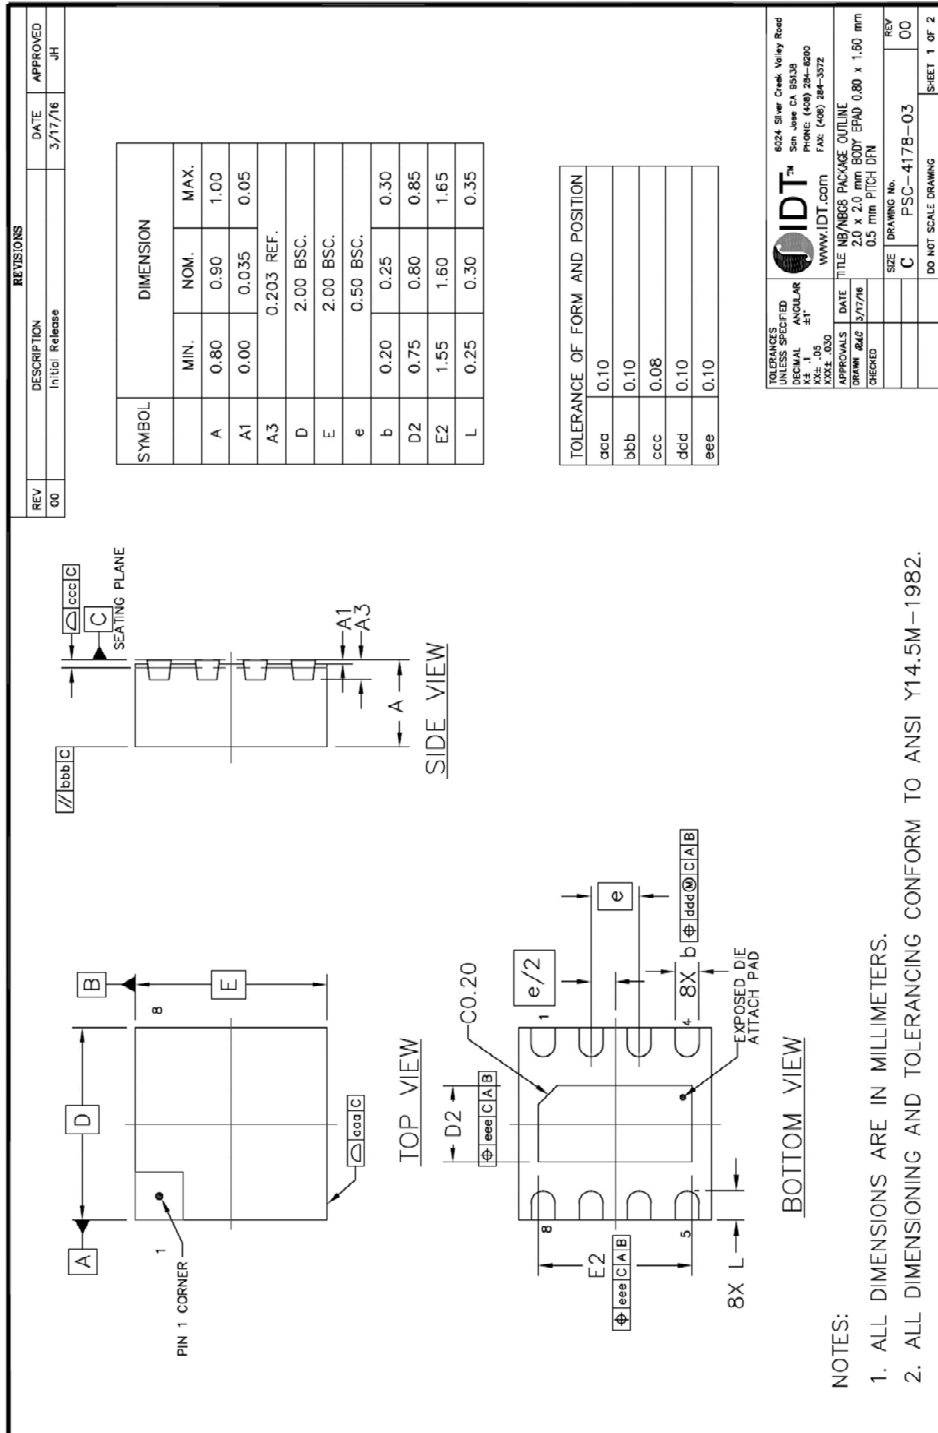 REVISIONS
REV DESCRIPTION DATE APPROVED
00 Initial Release 3/17/16 JH
A
D
B
1
8
PIN 1 CORNER
E
aaa C
TOP VIEW
// bbb C
ccc C
C
SEATING PLANE
A1
A3
A
SIDE VIEW
SYMBOL DIMENSION
MIN. NOM. MAX.
A 0.80 0.90 1.00
A1 0.00 0.035 0.05
A3 0.203 REF.
D 2.00 BSC.
E 2.00 BSC.
e 0.50 BSC.
b 0.20 0.25 0.30
D2 0.75 0.80 0.85
E2 1.55 1.60 1.65
L 0.25 0.30 0.35
D2
⌖ eee C A B
C0.20
e/2
e
8
1
E2
⌖ eee C A B
5
4
8X b
⌖ ddd Ⓜ C A B
8X L
EXPOSED DIE
ATTACH PAD
BOTTOM VIEW
TOLERANCE OF FORM AND POSITION
aaa 0.10
bbb 0.10
ccc 0.08
ddd 0.10
eee 0.10
NOTES:
1. ALL DIMENSIONS ARE IN MILLIMETERS.
2. ALL DIMENSIONING AND TOLERANCING CONFORM TO ANSI Y14.5M-1982.
TOLERANCES
UNLESS SPECIFIED
DECIMAL ANGULAR
X± .1 ±1°
XX± .05
XXX± .030
IDT™
www.IDT.com
6024 Silver Creek Valley Road
San Jose CA 95138
PHONE: (408) 284-8200
FAX: (408) 284-3572
APPROVALS DATE
DRAWN RAC 3/17/16
CHECKED
TITLE NB/NBG8 PACKAGE OUTLINE
2.0 x 2.0 mm BODY EPAD 0.80 x 1.60 mm
0.5 mm PITCH DFN
SIZE DRAWING No. REV
C PSC-4178-03 00
DO NOT SCALE DRAWING SHEET 1 OF 2